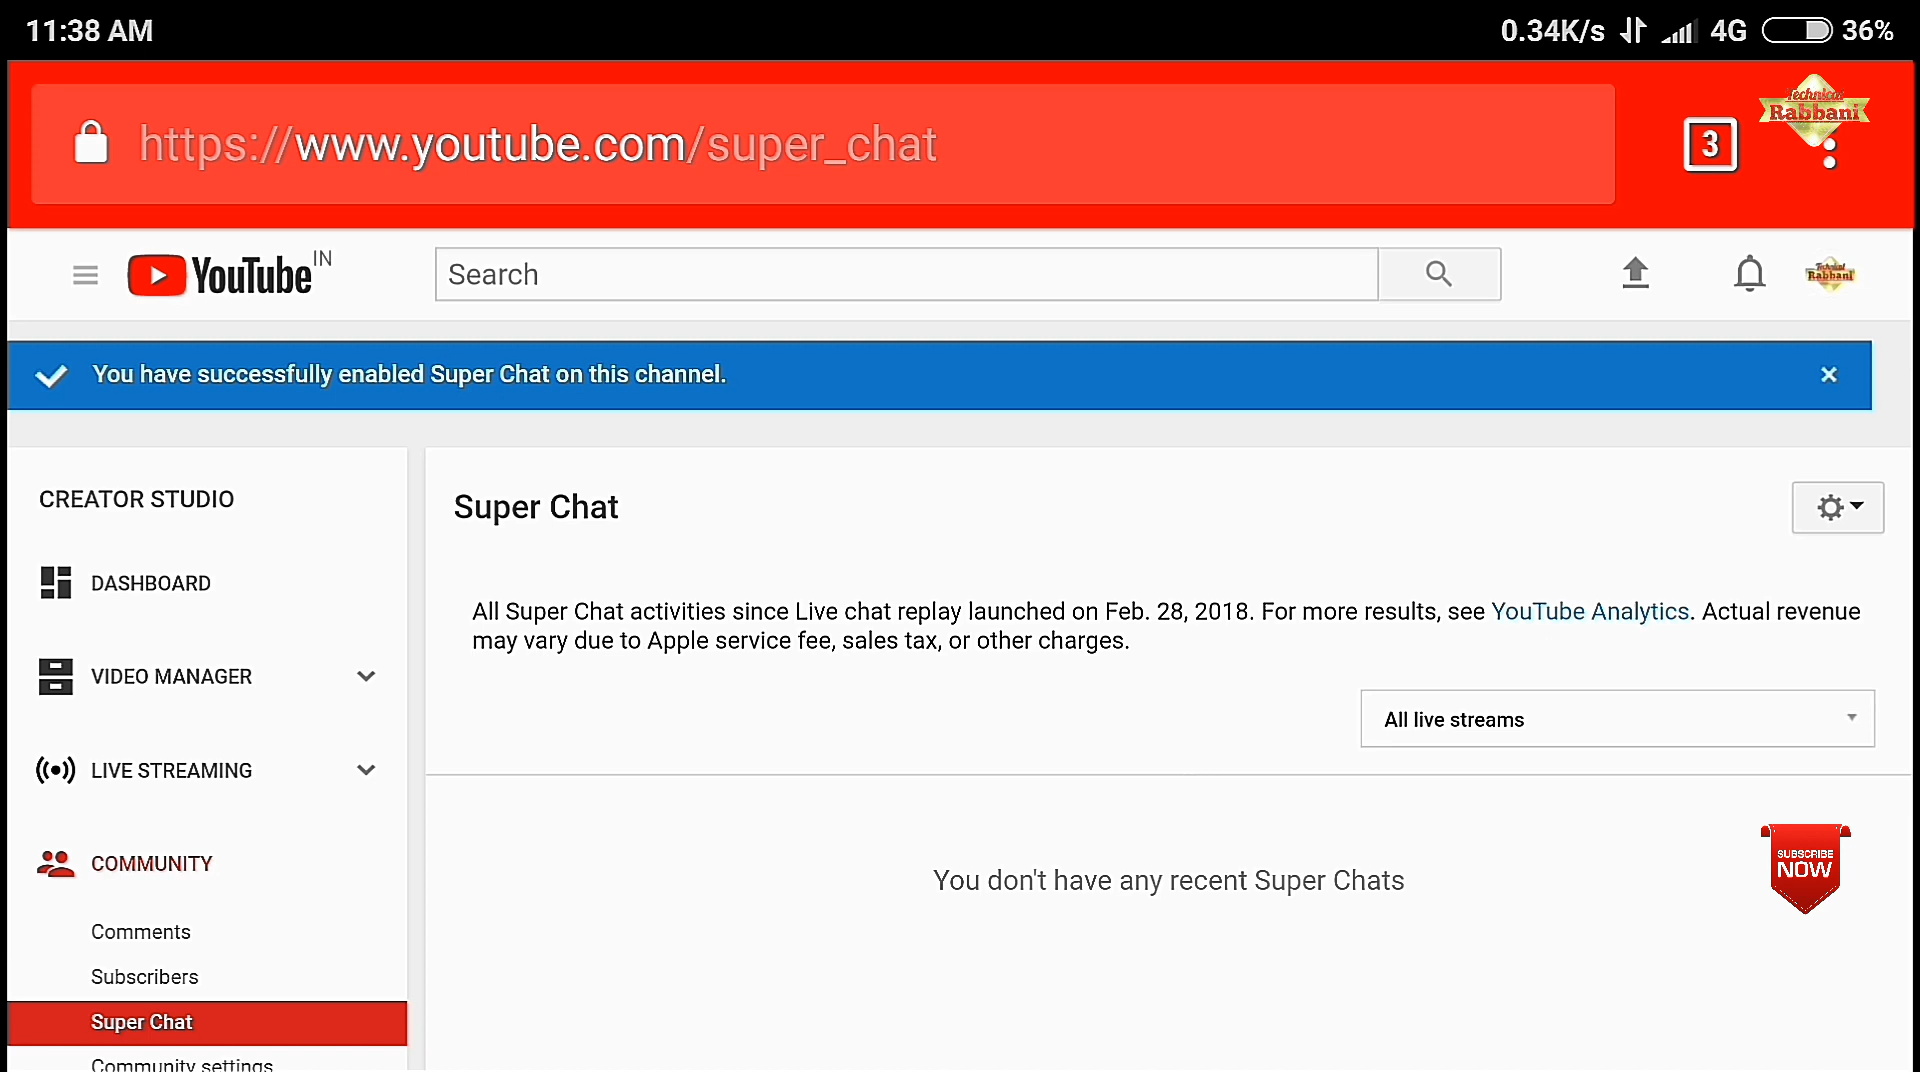 11:38 AM
0.34K/s 4G 36%
https://www.youtube.com/super_chat
3
Technical
Rabbani
YouTube IN
Search
Technical
Rabbani
You have successfully enabled Super Chat on this channel.
CREATOR STUDIO
DASHBOARD
VIDEO MANAGER
LIVE STREAMING
COMMUNITY
Comments
Subscribers
Super Chat
Community settings
Super Chat
All Super Chat activities since Live chat replay launched on Feb. 28, 2018. For more results, see YouTube Analytics. Actual revenue
may vary due to Apple service fee, sales tax, or other charges.
All live streams
You don't have any recent Super Chats
SUBSCRIBE
NOW